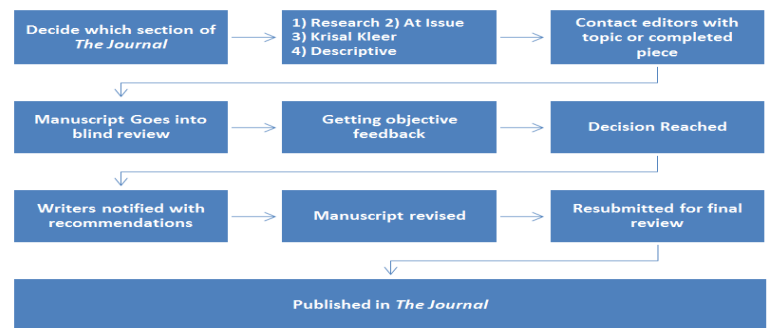 Decide which section of
The Journal
1) Research 2) At Issue
3) Krisal Kleer
4) Descriptive
Contact editors with
topic or completed
piece
Manuscript Goes into
blind review
Getting objective
feedback
Decision Reached
Writers notified with
recommendations
Manuscript revised
Resubmitted for final
review
Published in The Journal